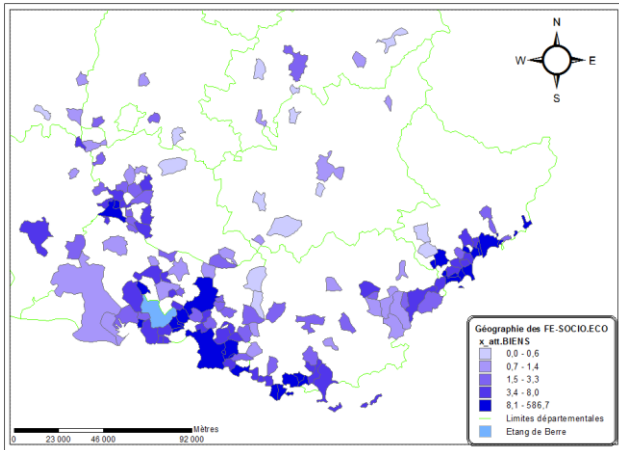 N
W E
S
Géographie des FE-SOCIO.ECO
x_att.BIENS
0,0 - 0,6
0,7 - 1,4
1,5 - 3,3
3,4 - 8,0
8,1 - 586,7
Limites départementales
Etang de Berre
Mètres
0 23 000 46 000 92 000